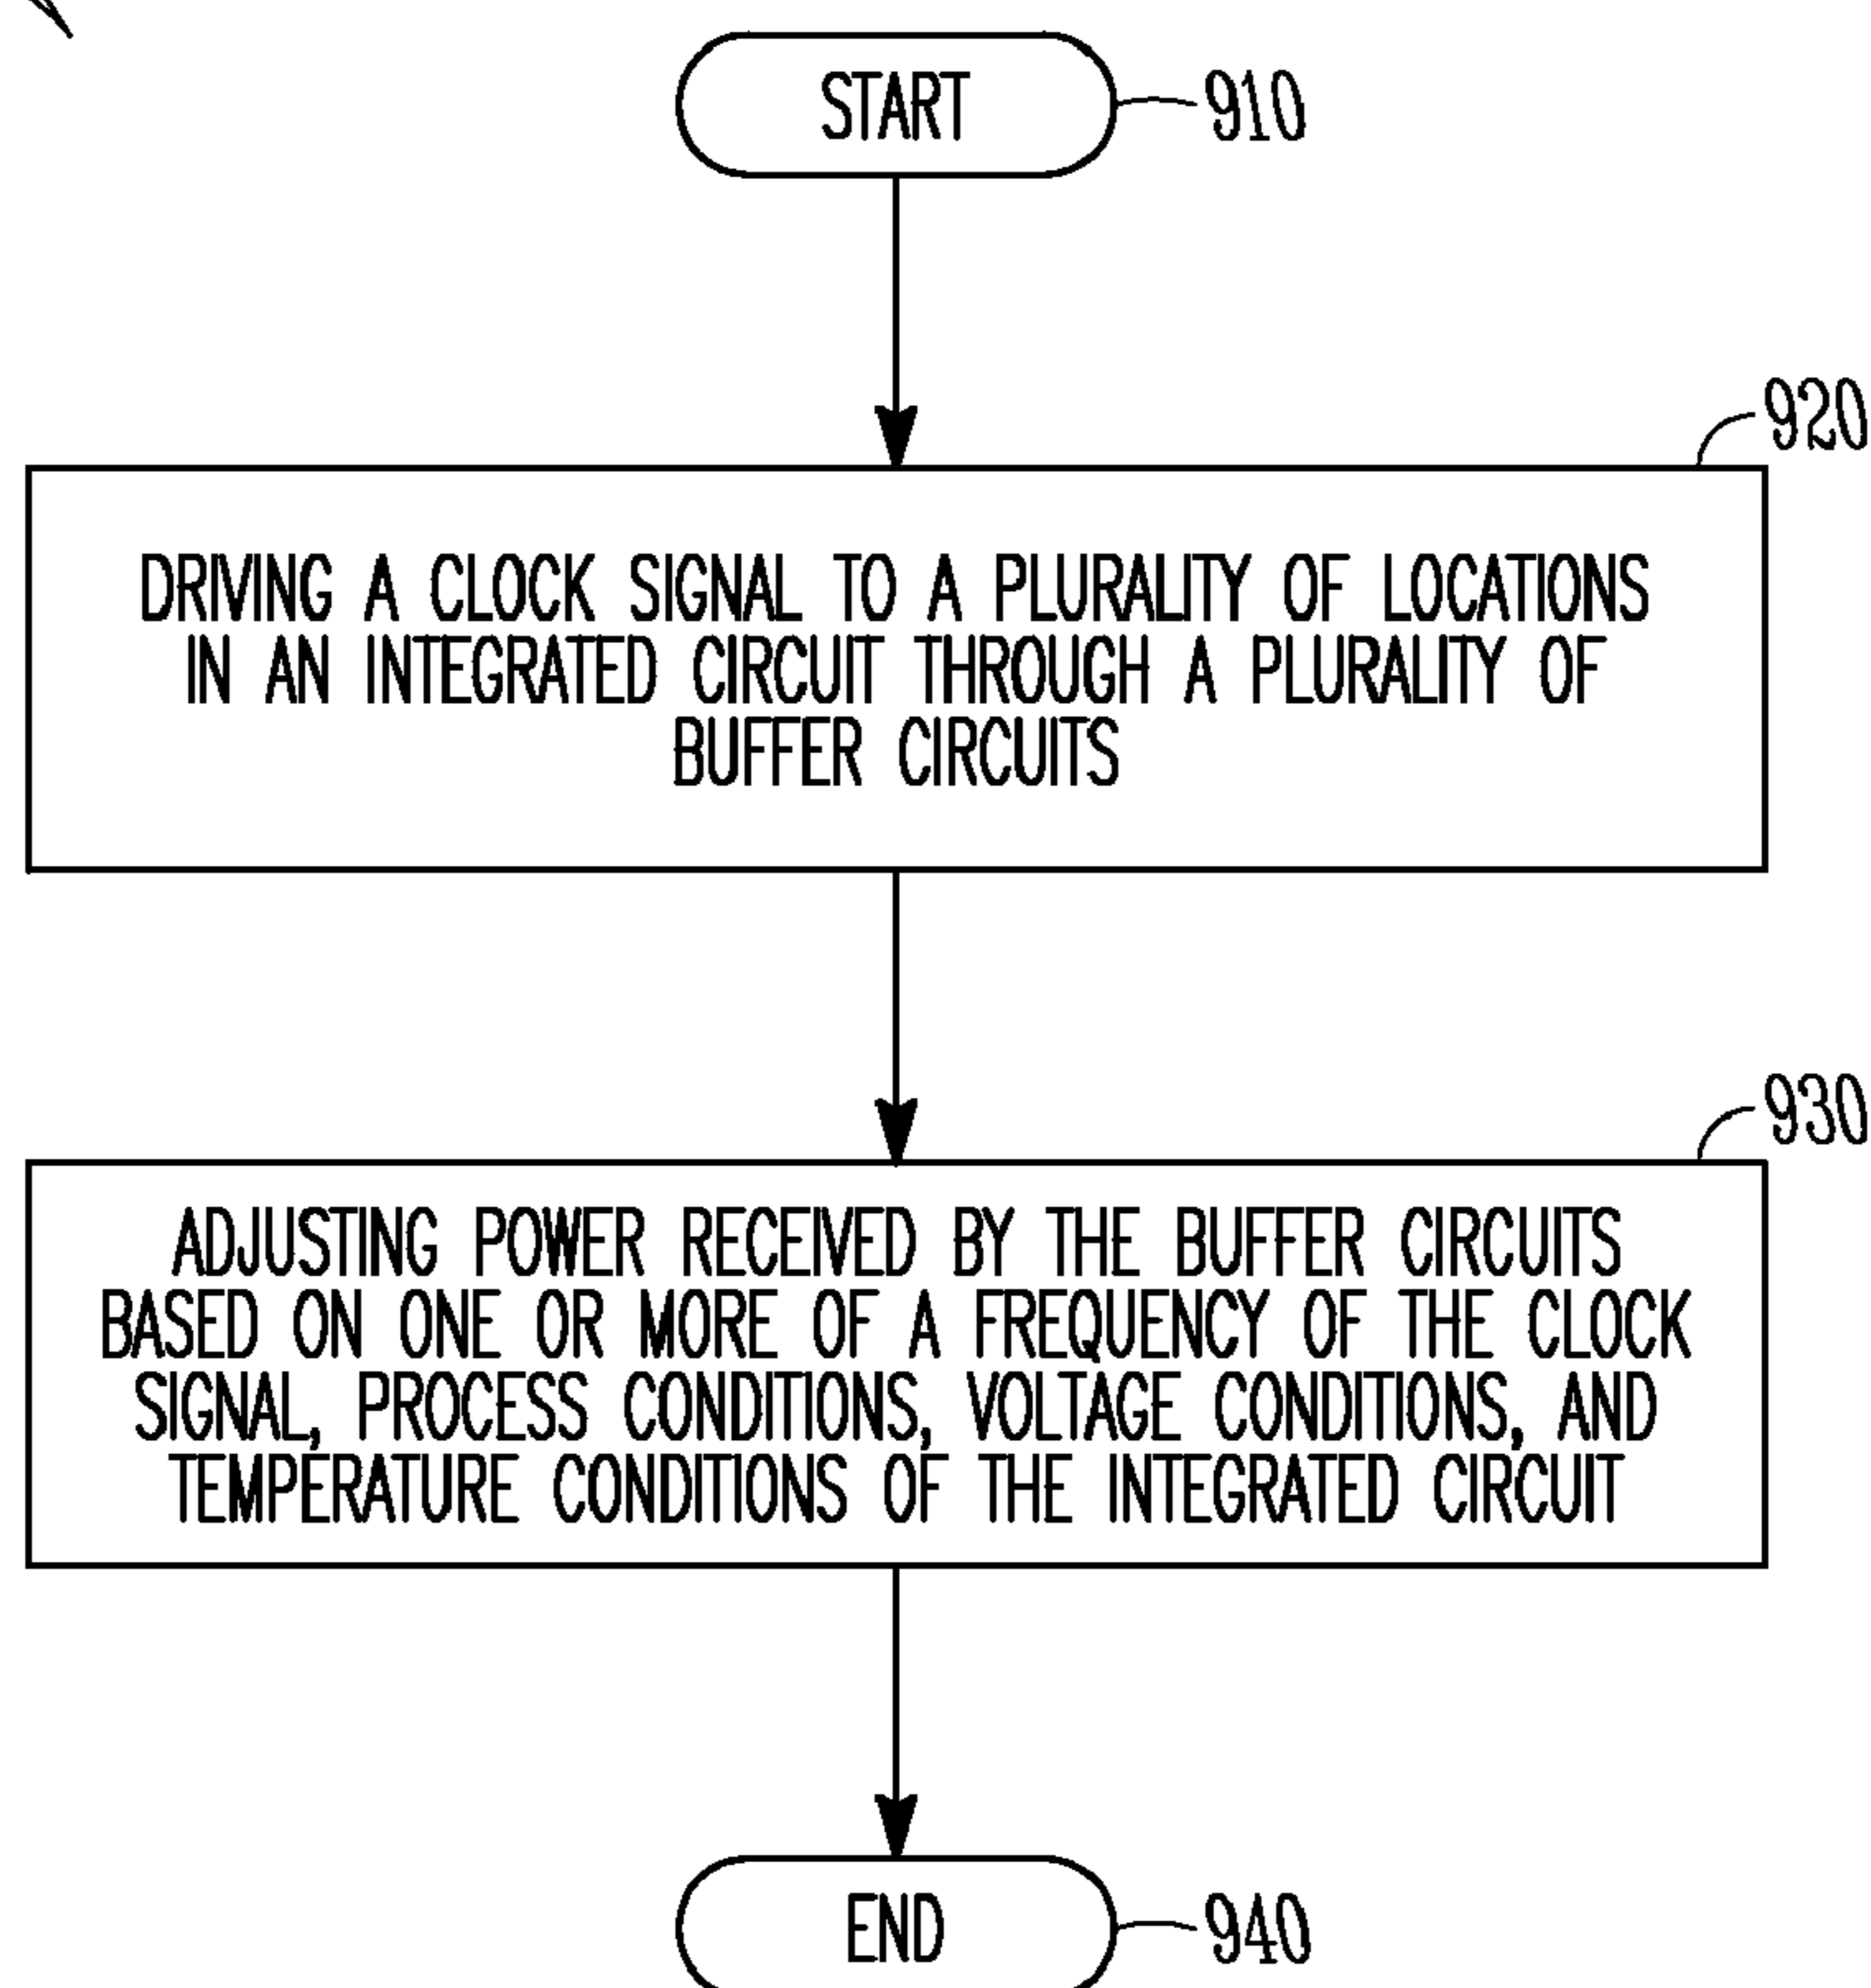 START
910
920
DRIVING A CLOCK SIGNAL TO A PLURALITY OF LOCATIONS
IN AN INTEGRATED CIRCUIT THROUGH A PLURALITY OF
BUFFER CIRCUITS
930
ADJUSTING POWER RECEIVED BY THE BUFFER CIRCUITS
BASED ON ONE OR MORE OF A FREQUENCY OF THE CLOCK
SIGNAL, PROCESS CONDITIONS, VOLTAGE CONDITIONS, AND
TEMPERATURE CONDITIONS OF THE INTEGRATED CIRCUIT
END
940